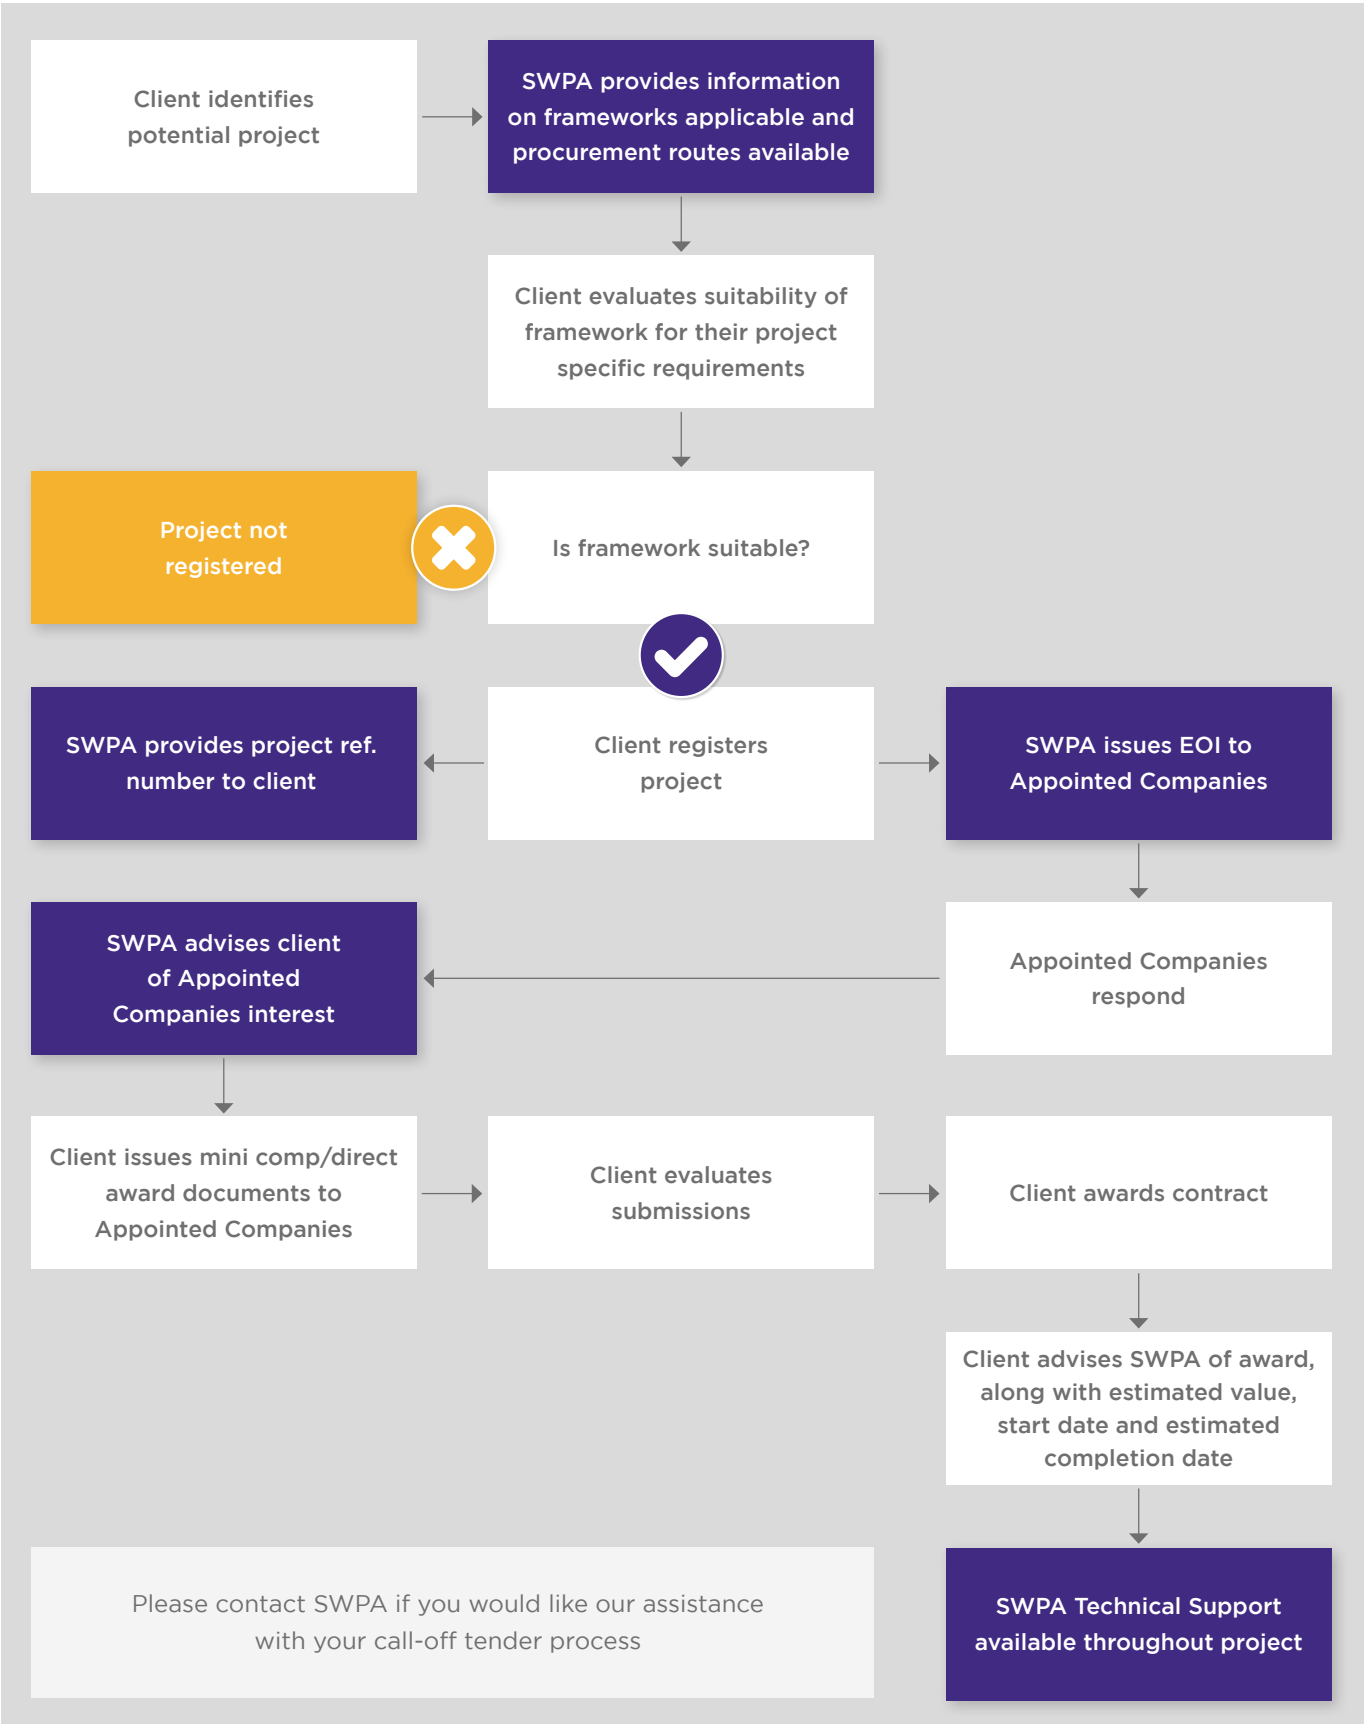 Client identifies
potential project
SWPA provides information
on frameworks applicable and
procurement routes available
Client evaluates suitability of
framework for their project
specific requirements
Project not
registered
Is framework suitable?
SWPA provides project ref.
number to client
Client registers
project
SWPA issues EOI to
Appointed Companies
SWPA advises client
of Appointed
Companies interest
Appointed Companies
respond
Client issues mini comp/direct
award documents to
Appointed Companies
Client evaluates
submissions
Client awards contract
Client advises SWPA of award,
along with estimated value,
start date and estimated
completion date
Please contact SWPA if you would like our assistance
with your call-off tender process
SWPA Technical Support
available throughout project